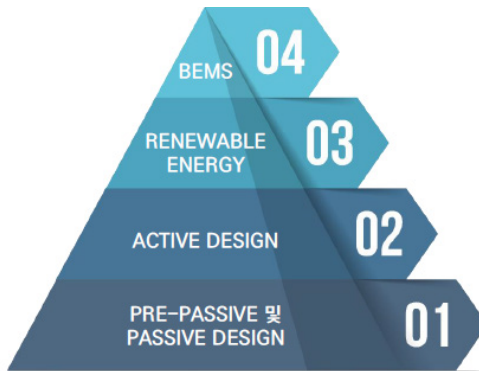 BEMS 04
RENEWABLE
ENERGY 03
ACTIVE DESIGN 02
PRE-PASSIVE 및
PASSIVE DESIGN 01